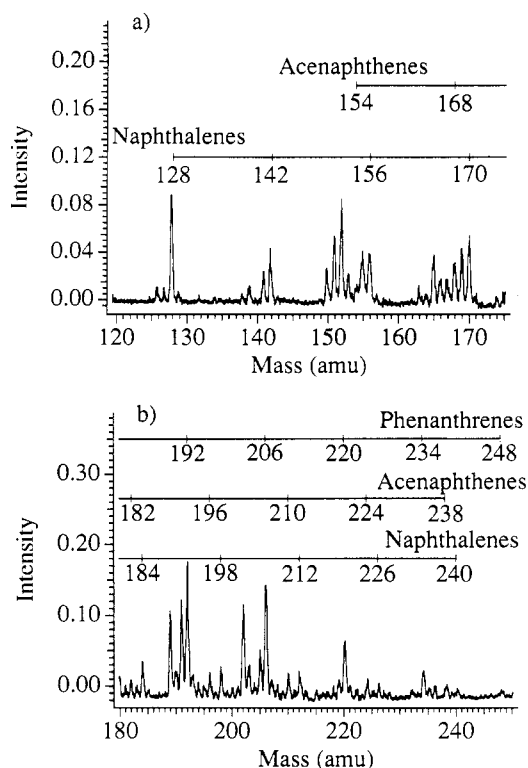 a)
0.20
Acenaphthenes
154 168
0.16
Naphthalenes
0.12
128 142 156 170
Intensity
0.08
0.04
0.00
120 130 140 150 160 170
Mass (amu)
b)
Phenanthrenes
192 206 220 234 248
0.30
Acenaphthenes
182 196 210 224 238
0.20
Naphthalenes
184 198 212 226 240
Intensity
0.10
0.00
180 200 220 240
Mass (amu)